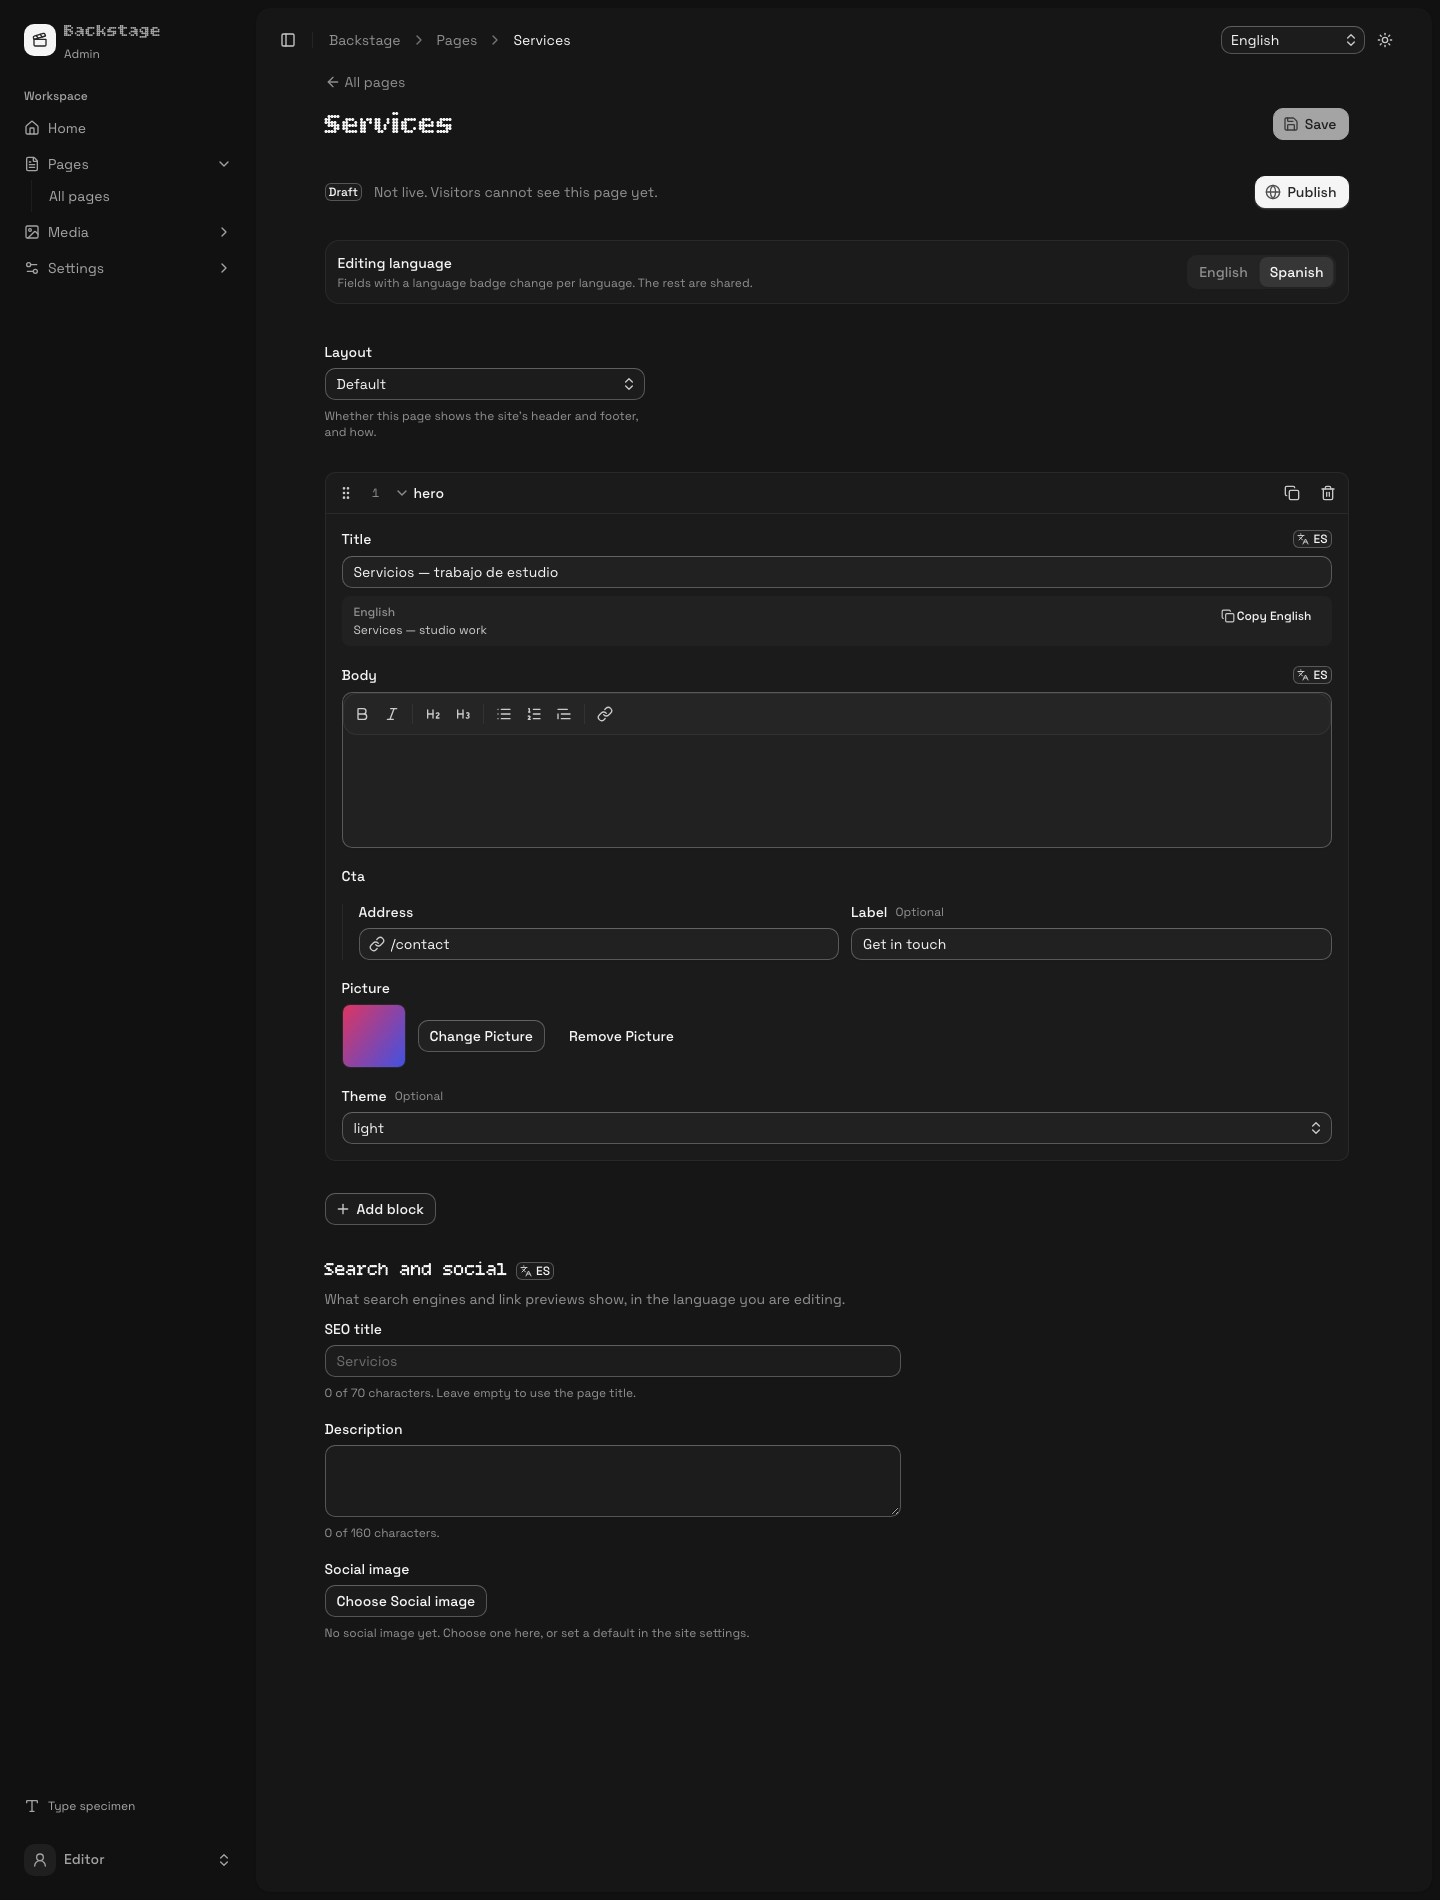 Backstage
Admin
Workspace
Home
Pages
All pages
Media
Settings
Type specimen
Editor
Backstage
Pages
Services
English
All pages
Services
Save
Draft
Not live. Visitors cannot see this page yet.
Publish
Editing language
Fields with a language badge change per language. The rest are shared.
English
Spanish
Layout
Default
Whether this page shows the site's header and footer,
and how.
1
hero
Title
ES
Servicios — trabajo de estudio
English
Services — studio work
Copy English
Body
ES
B I H2 H3
Cta
Address
Label Optional
/contact
Get in touch
Picture
Change Picture
Remove Picture
Theme Optional
light
Add block
Search and social
ES
What search engines and link previews show, in the language you are editing.
SEO title
Servicios
0 of 70 characters. Leave empty to use the page title.
Description
0 of 160 characters.
Social image
Choose Social image
No social image yet. Choose one here, or set a default in the site settings.